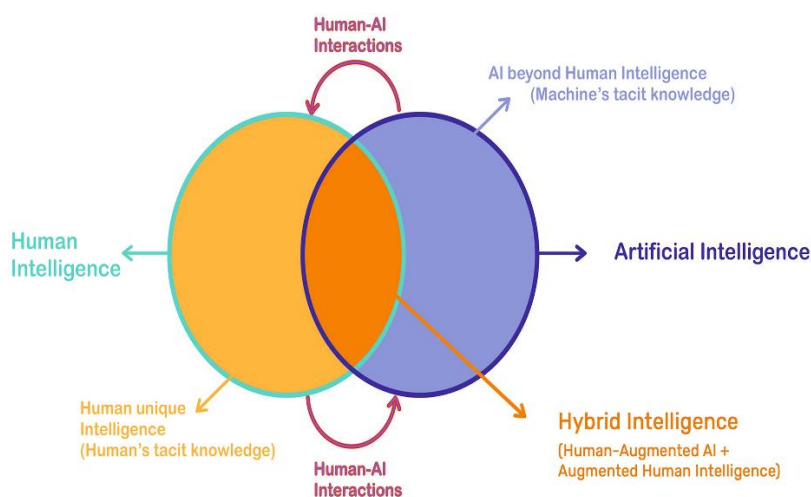 Human-AI
Interactions
AI beyond Human Intelligence
(Machine's tacit knowledge)
Human
Intelligence
Artificial Intelligence
Human unique
Intelligence
(Human's tacit knowledge)
Human-AI
Interactions
Hybrid Intelligence
(Human-Augmented AI +
Augmented Human Intelligence)